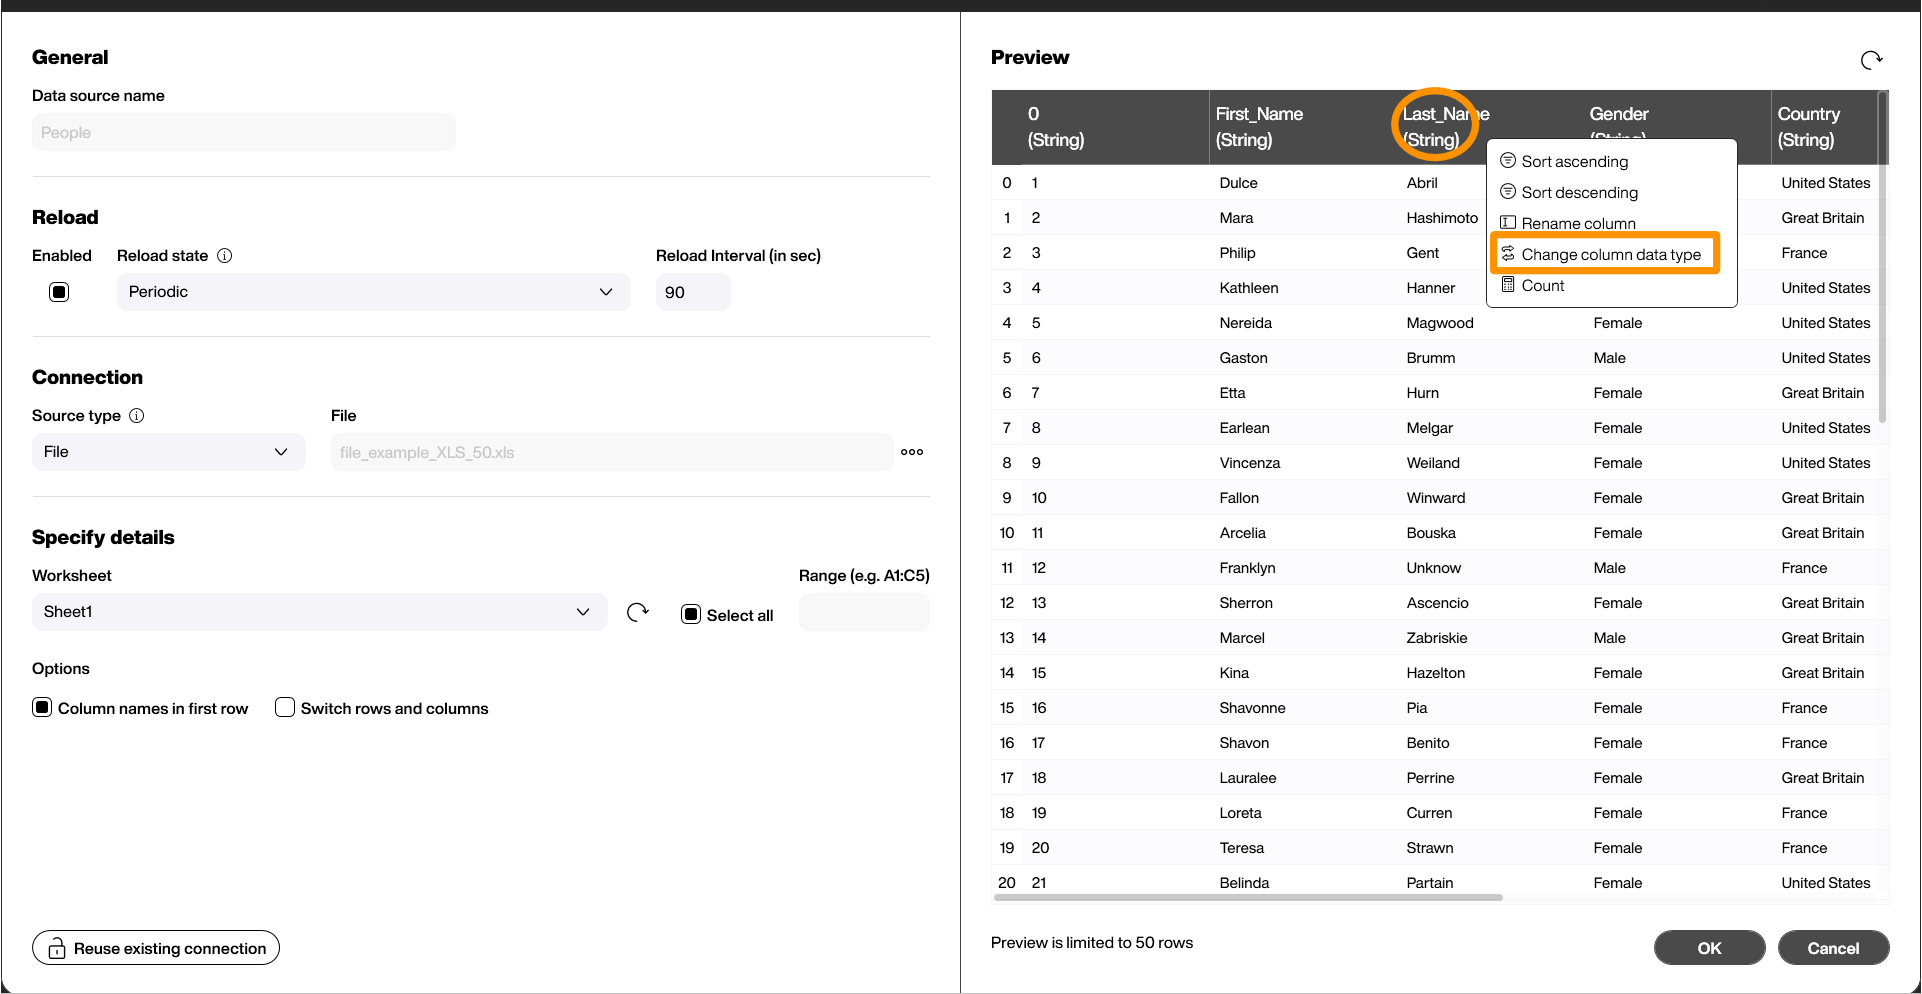 General
Data source name
People
Reload
Enabled Reload state Reload Interval (in sec)
Periodic 90
Connection
Source type File
File file_example_XLS_50.xls
Specify details
Worksheet Range (e.g. A1:C5)
Sheet1 Select all
Options
Column names in first row Switch rows and columns
Reuse existing connection
Preview
0 First_Name Last_Name Gender Country
(String) (String) (String) (String) (String)
0 1 Dulce Abril United States
1 2 Mara Hashimoto Great Britain
2 3 Philip Gent France
3 4 Kathleen Hanner United States
4 5 Nereida Magwood Female United States
5 6 Gaston Brumm Male United States
6 7 Etta Hurn Female Great Britain
7 8 Earlean Melgar Female United States
8 9 Vincenza Weiland Female United States
9 10 Fallon Winward Female Great Britain
10 11 Arcelia Bouska Female Great Britain
11 12 Franklyn Unknow Male France
12 13 Sherron Ascencio Female Great Britain
13 14 Marcel Zabriskie Male Great Britain
14 15 Kina Hazelton Female Great Britain
15 16 Shavonne Pia Female France
16 17 Shavon Benito Female France
17 18 Lauralee Perrine Female Great Britain
18 19 Loreta Curren Female France
19 20 Teresa Strawn Female France
20 21 Belinda Partain Female United States
Sort ascending
Sort descending
Rename column
Change column data type
Count
Preview is limited to 50 rows
OK Cancel